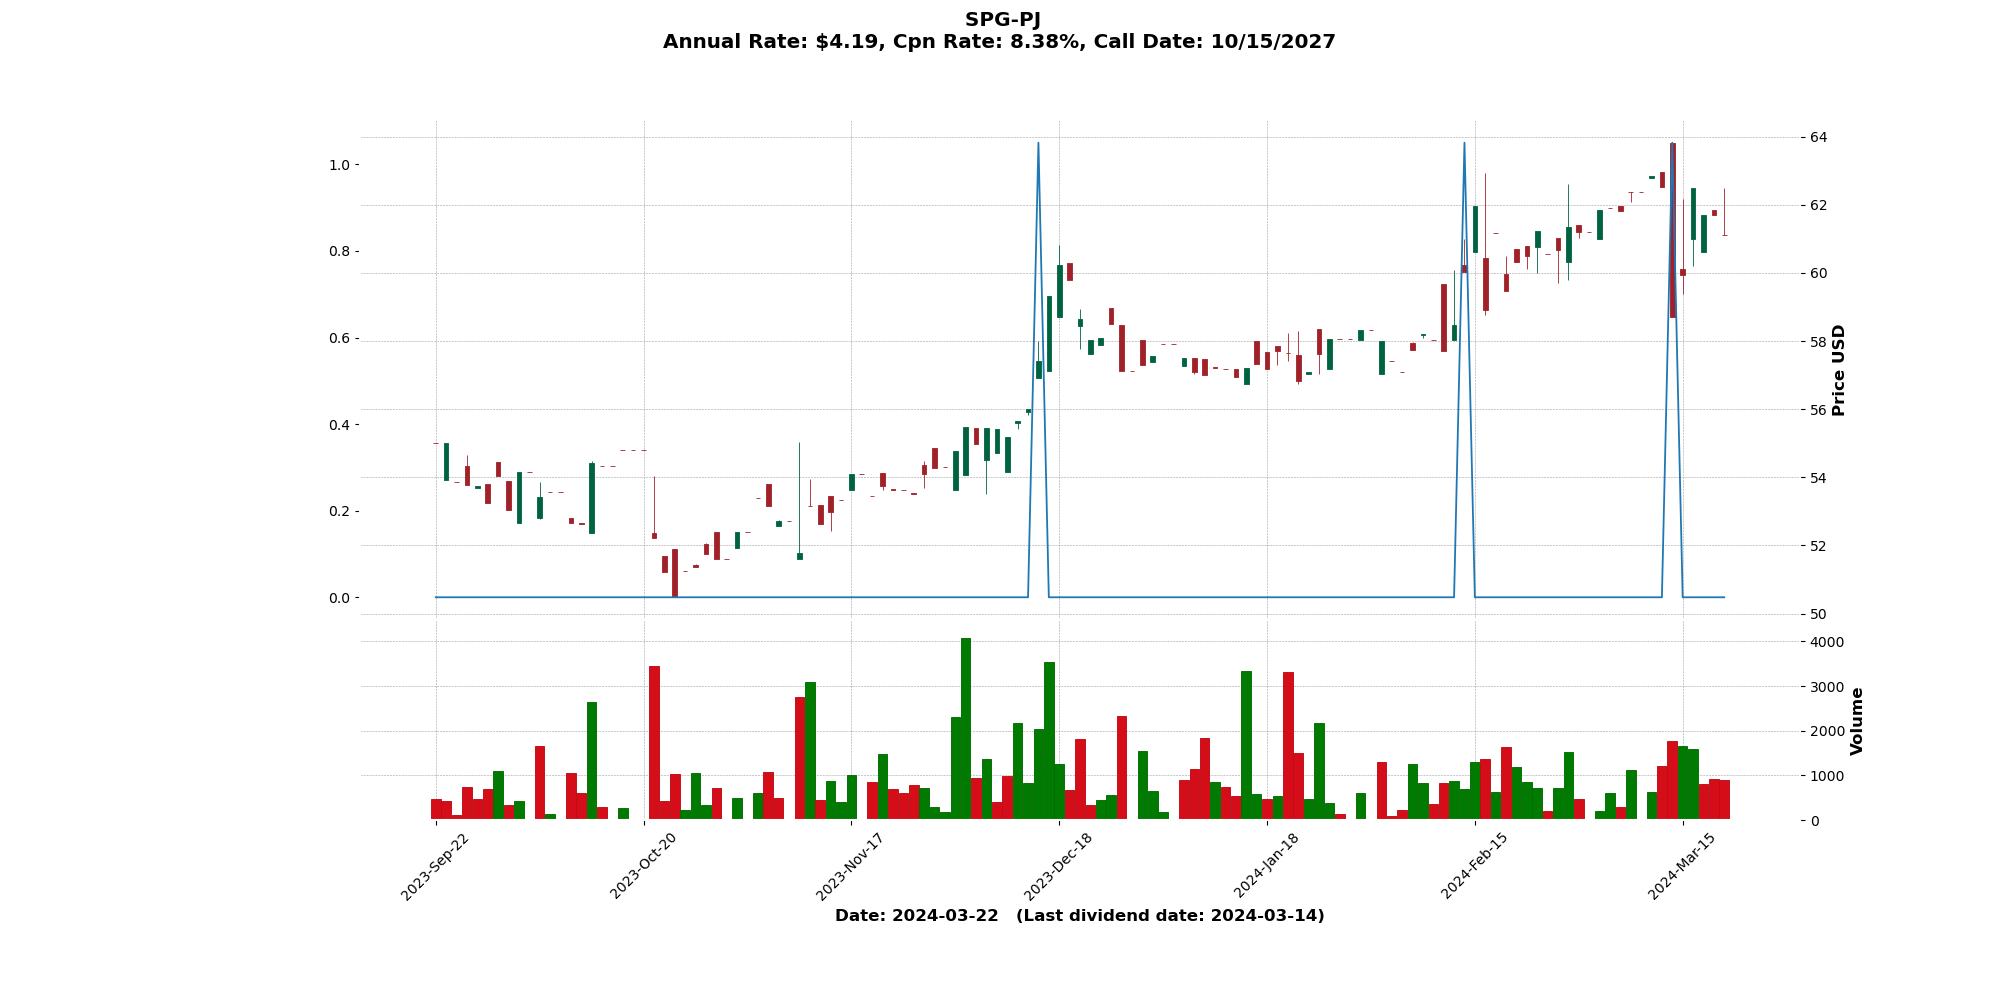 SPG-PJ
Annual Rate: $4.19, Cpn Rate: 8.38%, Call Date: 10/15/2027
1.0
0.8
0.6
0.4
0.2
0.0
64
62
60
58
56
54
52
50
Price USD
4000
3000
2000
1000
0
Volume
2023-Sep-22
2023-Oct-20
2023-Nov-17
2023-Dec-18
2024-Jan-18
2024-Feb-15
2024-Mar-15
Date: 2024-03-22 (Last dividend date: 2024-03-14)